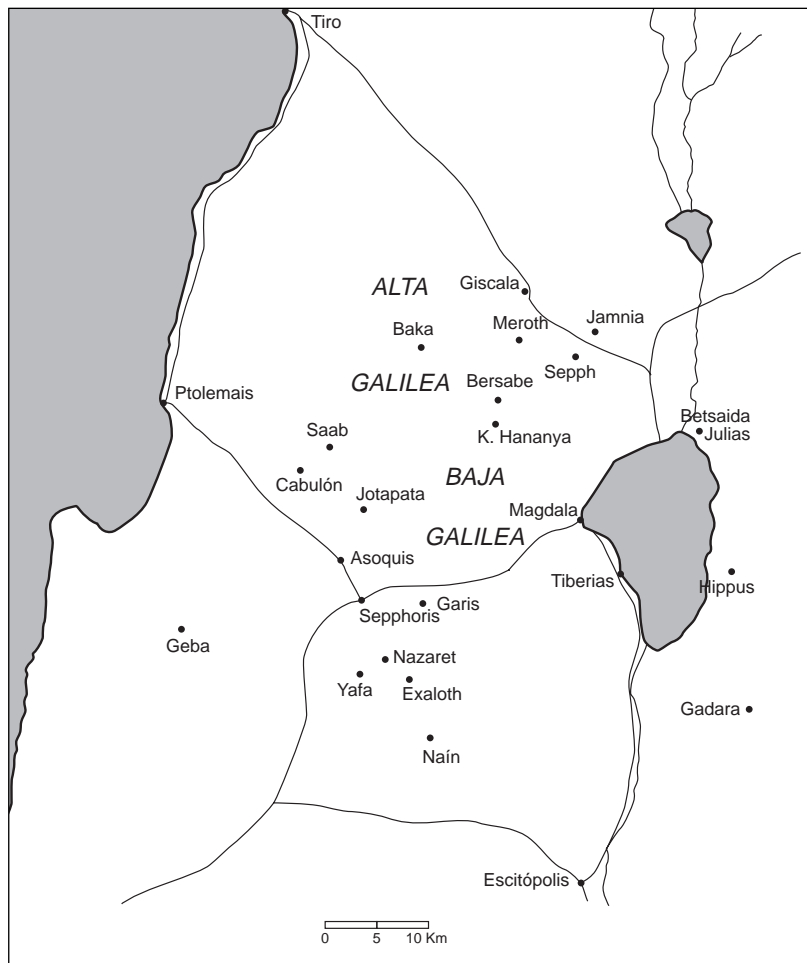 Tiro
ALTA
Giscala
Baka
Meroth
Jamnia
GALILEA
Sepph
Bersabe
Ptolemais
Betsaida
Julias
Saab
K. Hananya
Cabulón
BAJA
Jotapata
Magdala
GALILEA
Asoquis
Tiberias
Hippus
Sepphoris
Garis
Geba
Nazaret
Yafa
Exaloth
Gadara
Naín
Escitópolis
0 5 10 Km